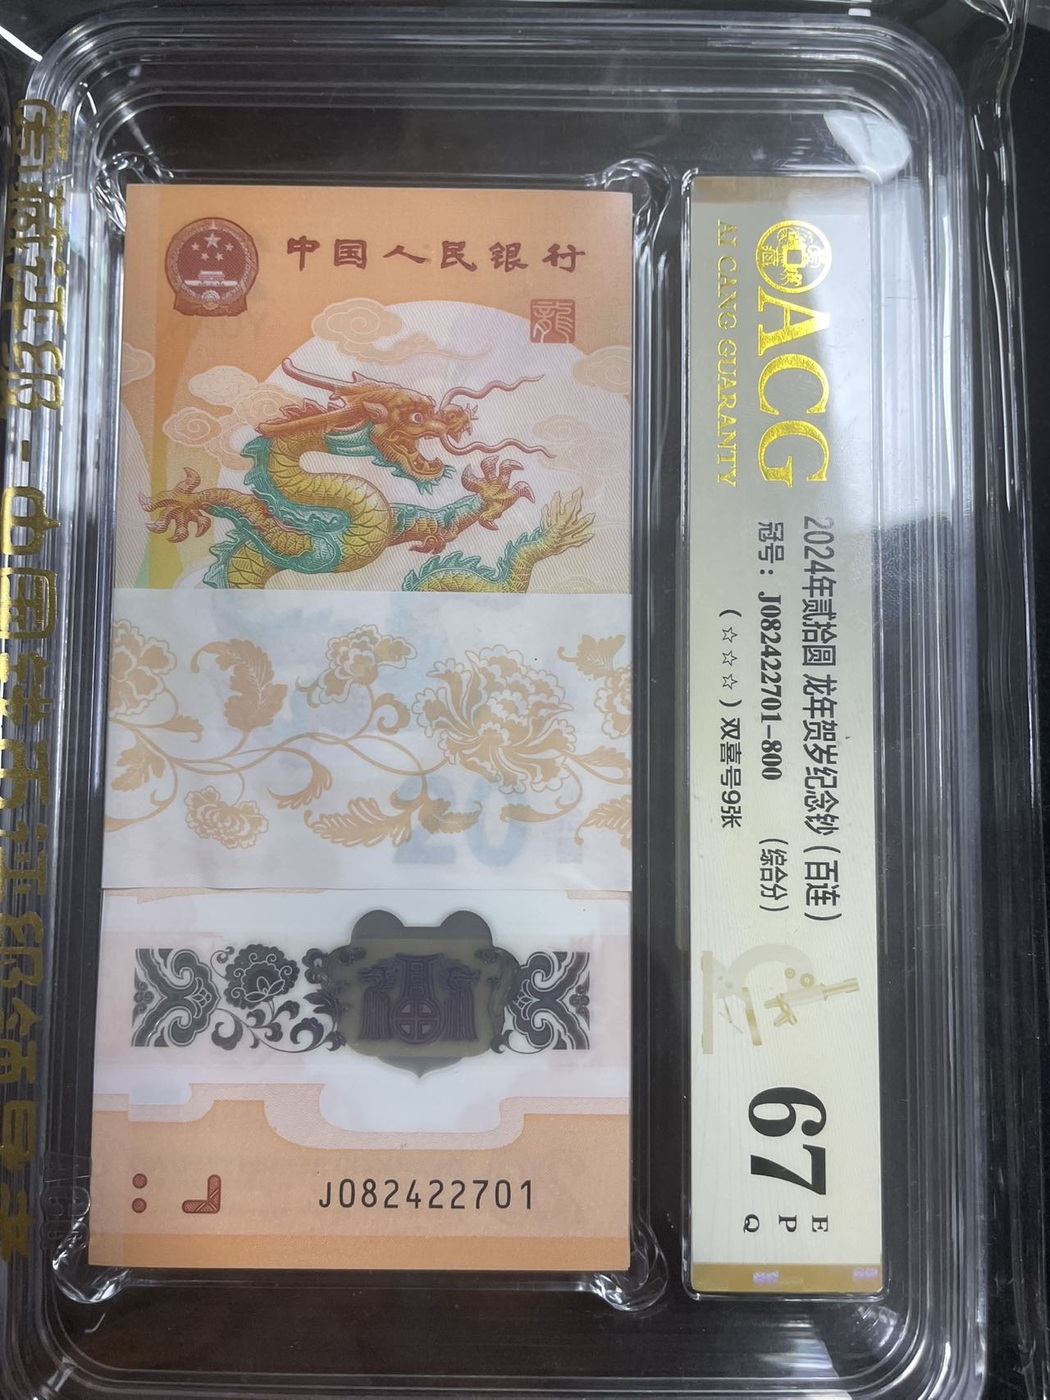 中国人民银行
龍
20
J082422701
ACG
AI CANG GUARANTY
2024年贰拾圆 龙年贺岁纪念钞(百连)
冠号：J082422701-800 (综合分)
(☆☆☆)双喜号9张
67
E
P
Q